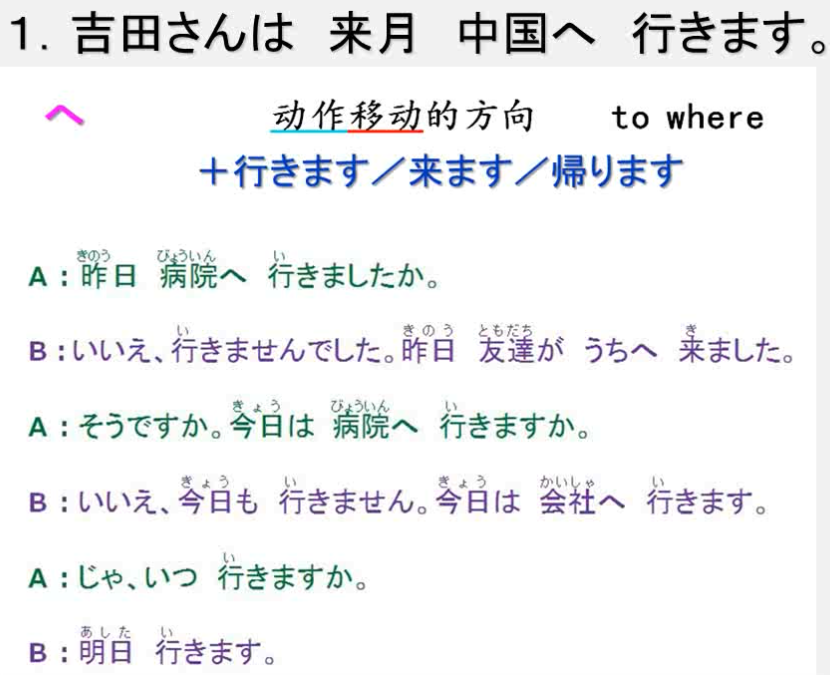 1. 吉田さんは 来月 中国へ 行きます。
へ 动作移动的方向 to where
＋行きます／来ます／帰ります
きのう びょういん い
A：昨日 病院へ 行きましたか。
い きのう ともだち き
B：いいえ、行きませんでした。昨日 友達が うちへ 来ました。
きょう びょういん い
A：そうですか。今日は 病院へ 行きますか。
きょう い きょう かいしゃ い
B：いいえ、今日も 行きません。今日は 会社へ 行きます。
い
A：じゃ、いつ 行きますか。
あした い
B：明日 行きます。